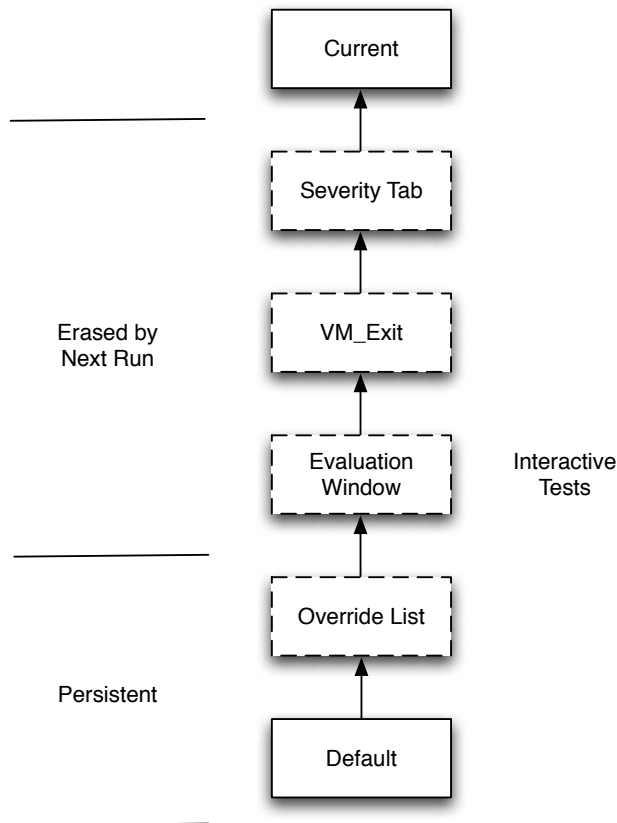 Current
Severity Tab
Erased by
Next Run
VM_Exit
Evaluation
Window
Interactive
Tests
Override List
Persistent
Default